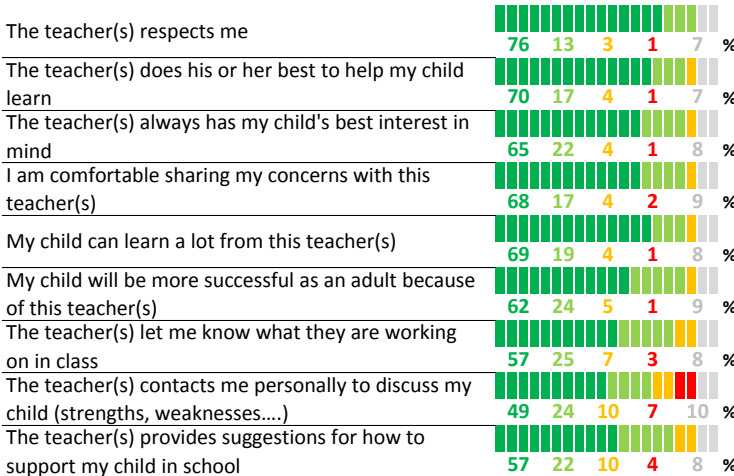 The teacher(s) respects me
76 13 3 1 7 %
The teacher(s) does his or her best to help my child
learn
70 17 4 1 7 %
The teacher(s) always has my child's best interest in
mind
65 22 4 1 8 %
I am comfortable sharing my concerns with this
teacher(s)
68 17 4 2 9 %
My child can learn a lot from this teacher(s)
69 19 4 1 8 %
My child will be more successful as an adult because
of this teacher(s)
62 24 5 1 9 %
The teacher(s) let me know what they are working
on in class
57 25 7 3 8 %
The teacher(s) contacts me personally to discuss my
child (strengths, weaknesses....)
49 24 10 7 10 %
The teacher(s) provides suggestions for how to
support my child in school
57 22 10 4 8 %